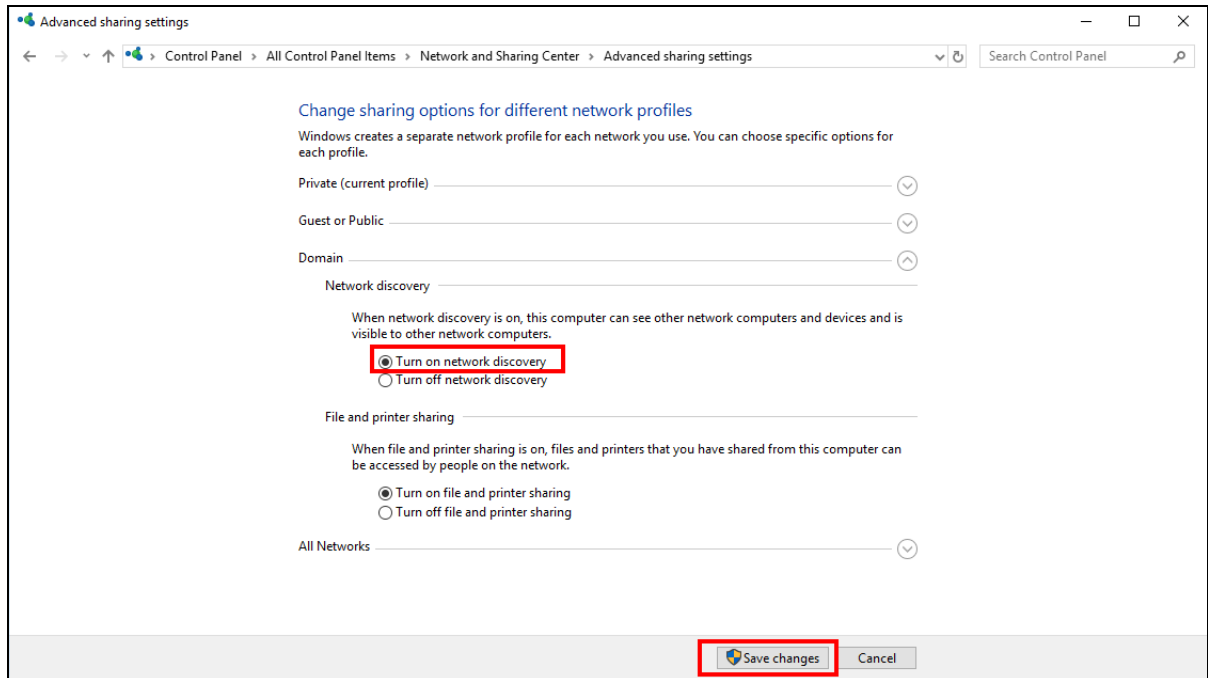 Advanced sharing settings
Control Panel > All Control Panel Items > Network and Sharing Center > Advanced sharing settings
Search Control Panel
Change sharing options for different network profiles
Windows creates a separate network profile for each network you use. You can choose specific options for
each profile.
Private (current profile)
Guest or Public
Domain
Network discovery
When network discovery is on, this computer can see other network computers and devices and is
visible to other network computers.
Turn on network discovery
Turn off network discovery
File and printer sharing
When file and printer sharing is on, files and printers that you have shared from this computer can
be accessed by people on the network.
Turn on file and printer sharing
Turn off file and printer sharing
All Networks
Save changes
Cancel